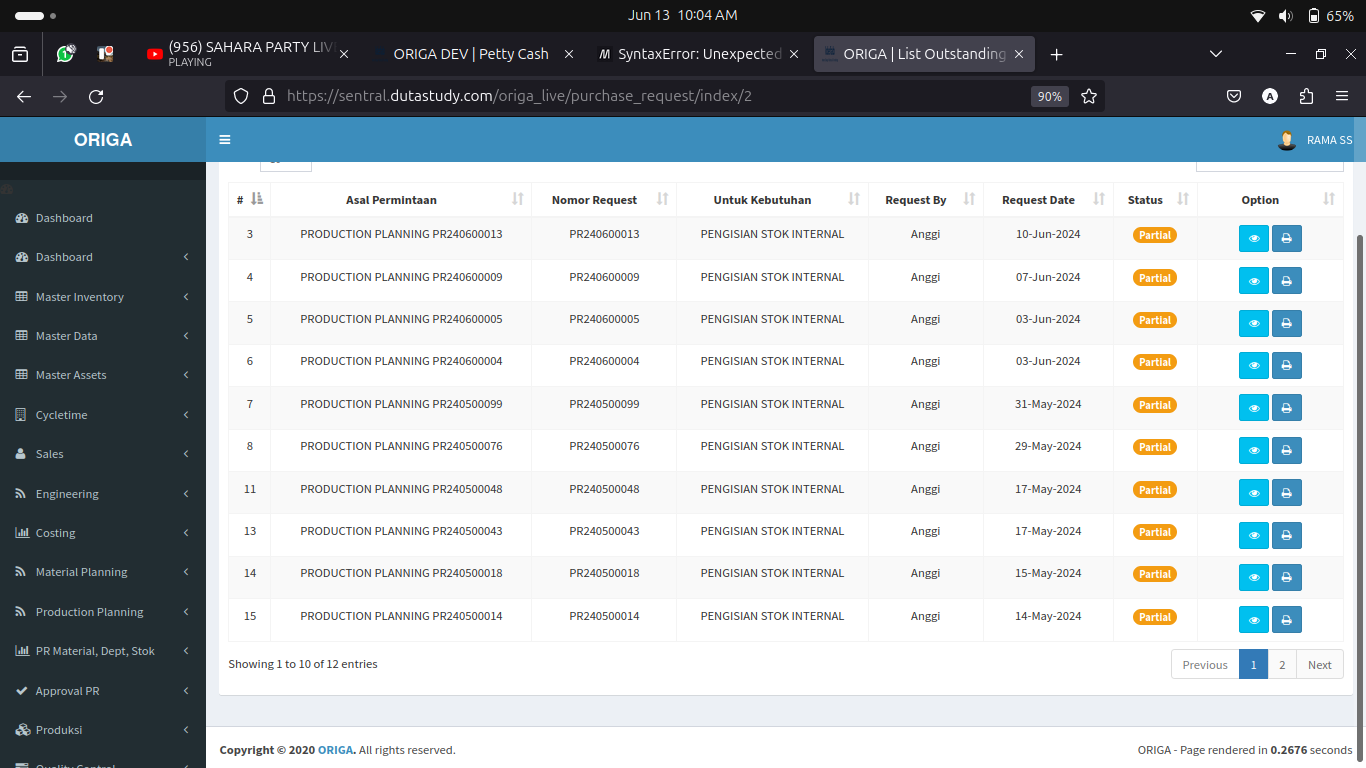 Jun 13 10:04 AM
65%
(956) SAHARA PARTY LIV
PLAYING
ORIGA DEV | Petty Cash
SyntaxError: Unexpected
ORIGA | List Outstanding
https://sentral.dutastudy.com/origa_live/purchase_request/index/2
90%
A
ORIGA
RAMA SS
Dashboard
Dashboard
Master Inventory
Master Data
Master Assets
Cycletime
Sales
Engineering
Costing
Material Planning
Production Planning
PR Material, Dept, Stok
Approval PR
Produksi
# Asal Permintaan Nomor Request Untuk Kebutuhan Request By Request Date Status Option
3 PRODUCTION PLANNING PR240600013 PR240600013 PENGISIAN STOK INTERNAL Anggi 10-Jun-2024 Partial
4 PRODUCTION PLANNING PR240600009 PR240600009 PENGISIAN STOK INTERNAL Anggi 07-Jun-2024 Partial
5 PRODUCTION PLANNING PR240600005 PR240600005 PENGISIAN STOK INTERNAL Anggi 03-Jun-2024 Partial
6 PRODUCTION PLANNING PR240600004 PR240600004 PENGISIAN STOK INTERNAL Anggi 03-Jun-2024 Partial
7 PRODUCTION PLANNING PR240500099 PR240500099 PENGISIAN STOK INTERNAL Anggi 31-May-2024 Partial
8 PRODUCTION PLANNING PR240500076 PR240500076 PENGISIAN STOK INTERNAL Anggi 29-May-2024 Partial
11 PRODUCTION PLANNING PR240500048 PR240500048 PENGISIAN STOK INTERNAL Anggi 17-May-2024 Partial
13 PRODUCTION PLANNING PR240500043 PR240500043 PENGISIAN STOK INTERNAL Anggi 17-May-2024 Partial
14 PRODUCTION PLANNING PR240500018 PR240500018 PENGISIAN STOK INTERNAL Anggi 15-May-2024 Partial
15 PRODUCTION PLANNING PR240500014 PR240500014 PENGISIAN STOK INTERNAL Anggi 14-May-2024 Partial
Showing 1 to 10 of 12 entries
Previous 1 2 Next
Copyright © 2020 ORIGA. All rights reserved.
ORIGA - Page rendered in 0.2676 seconds